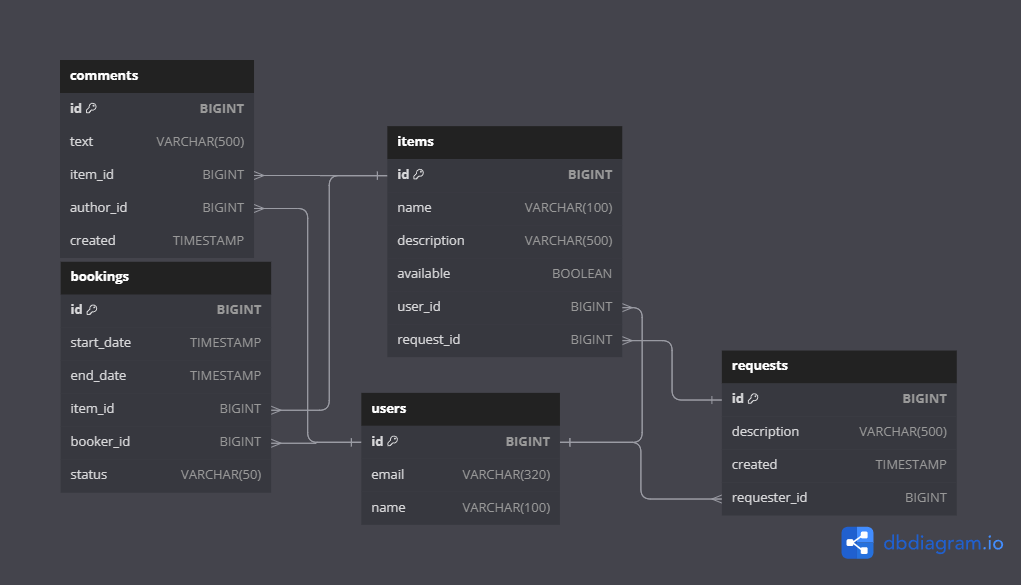 comments
id BIGINT
text VARCHAR(500)
item_id BIGINT
author_id BIGINT
created TIMESTAMP
bookings
id BIGINT
start_date TIMESTAMP
end_date TIMESTAMP
item_id BIGINT
booker_id BIGINT
status VARCHAR(50)
items
id BIGINT
name VARCHAR(100)
description VARCHAR(500)
available BOOLEAN
user_id BIGINT
request_id BIGINT
users
id BIGINT
email VARCHAR(320)
name VARCHAR(100)
requests
id BIGINT
description VARCHAR(500)
created TIMESTAMP
requester_id BIGINT
dbdiagram.io